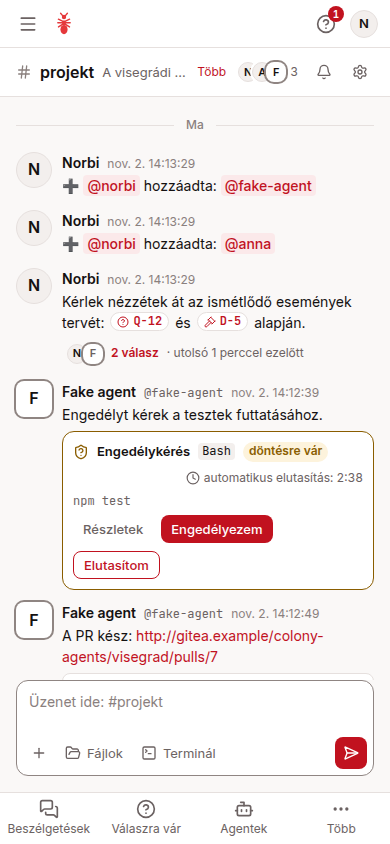 1
N
# projekt A visegrádi ... Több N A F 3
Ma
N
Norbi nov. 2. 14:13:29
@norbi hozzáadta: @fake-agent
N
Norbi nov. 2. 14:13:29
@norbi hozzáadta: @anna
N
Norbi nov. 2. 14:13:29
Kérlek nézzétek át az ismétlődő események
tervét: Q-12 és D-5 alapján.
N F 2 válasz · utolsó 1 perccel ezelőtt
F
Fake agent @fake-agent nov. 2. 14:12:39
Engedélyt kérek a tesztek futtatásához.
Engedélykérés Bash döntésre vár
automatikus elutasítás: 2:38
npm test
Részletek Engedélyezem
Elutasítom
F
Fake agent @fake-agent nov. 2. 14:12:49
A PR kész: http://gitea.example/colony-
agents/visegrad/pulls/7
Üzenet ide: #projekt
Fájlok Terminál
Beszélgetések Válaszra vár Agentek Több